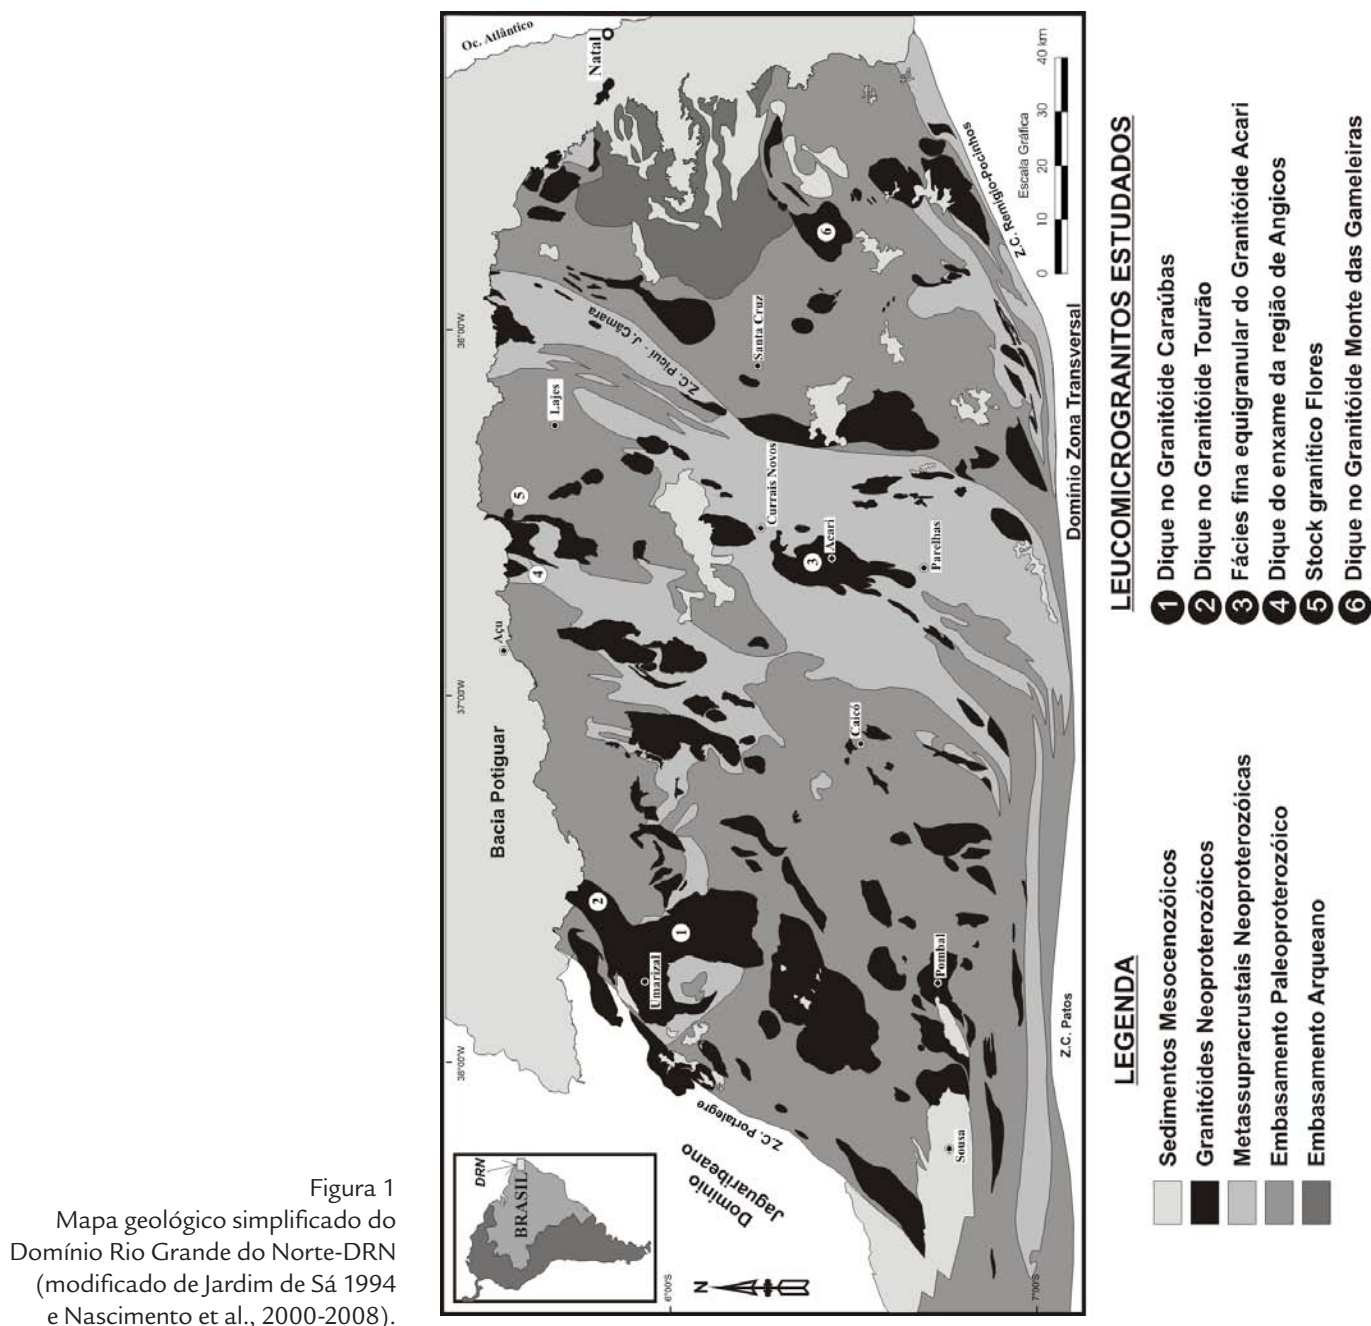 Oc. Atlântico
Natal
Bacia Potiguar
38°00'W
37°00'W
36°00'W
6°00'S
7°00'S
DRN
BRASIL
N
Domínio
Jaguaribeano
Z.C. Portalegre
Z.C. Picuí - J.Câmara
Z.C. Remígio-Pocinhos
Z.C. Patos
Domínio Zona Transversal
Escala Gráfica
0 10 20 30 40 km
Açu
Lajes
Umarizal
Santa Cruz
Currais Novos
Acari
Parelhas
Caicó
Pombal
Sousa
1
2
3
4
5
6
LEGENDA
Sedimentos Mesocenozóicos
Granitóides Neoproterozóicos
Metassupracrustais Neoproterozóicas
Embasamento Paleoproterozóico
Embasamento Arqueano
LEUCOMICROGRANITOS ESTUDADOS
1 Dique no Granitóide Caraúbas
2 Dique no Granitóide Tourão
3 Fácies fina equigranular do Granitóide Acari
4 Dique do enxame da região de Angicos
5 Stock granítico Flores
6 Dique no Granitóide Monte das Gameleiras
Figura 1
Mapa geológico simplificado do
Domínio Rio Grande do Norte-DRN
(modificado de Jardim de Sá 1994
e Nascimento et al., 2000-2008).